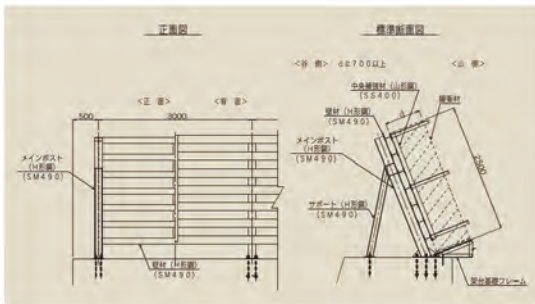 正面図
標準断面図
<谷 側> d≧700以上 <山 側>
中央補強材(山形鋼)
(SS400)
緩衝材
<正 面> <背 面>
壁材(H形鋼)
(SM490)
500 3000
d
メインポスト
(H形鋼)
(SM490)
メインポスト
(H形鋼)
(SM490)
2500
サポート(H形鋼)
(SM490)
壁材(H形鋼)
(SM490)
架台基礎フレーム